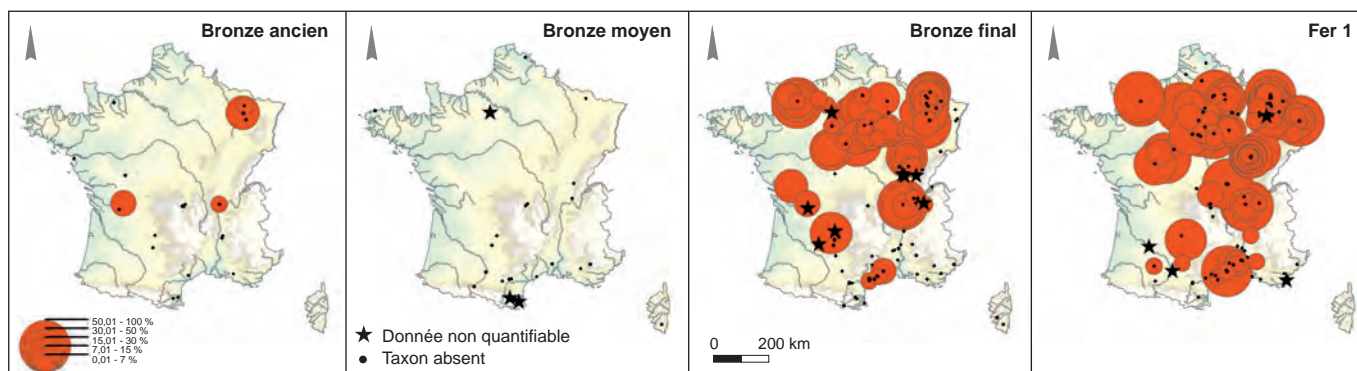 Bronze ancien
Bronze moyen
Bronze final
Fer 1
50,01 - 100 %
30,01 - 50 %
15,01 - 30 %
7,01 - 15 %
0,01 - 7 %
★ Donnée non quantifiable
• Taxon absent
0 200 km